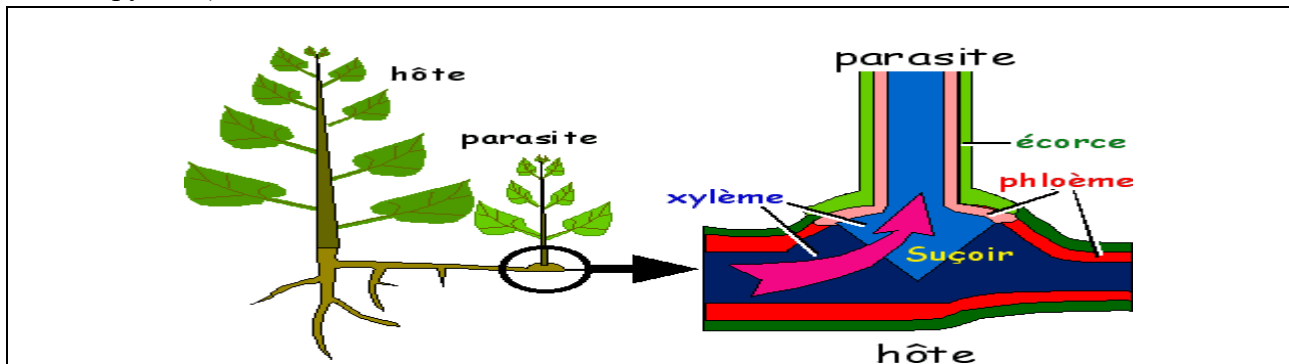 hôte
parasite
parasite
écorce
phloème
xylème
Suçoir
hôte